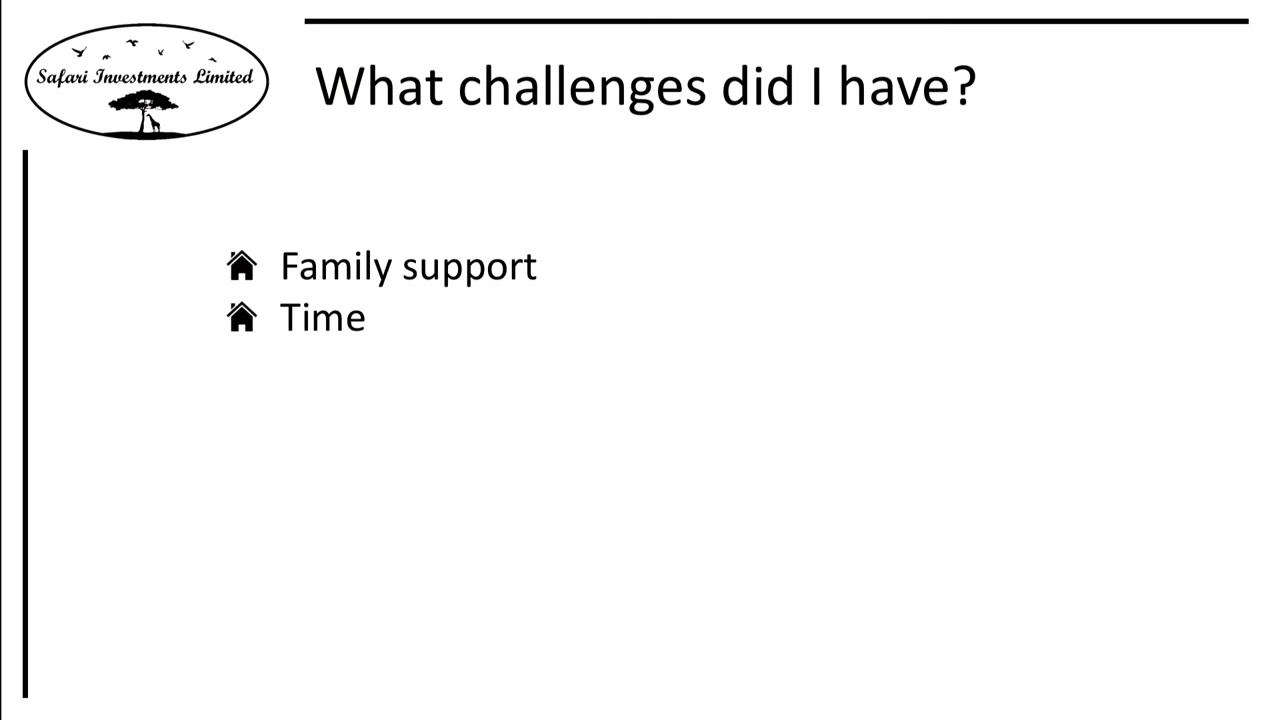 Safari Investments Limited
What challenges did I have?
Family support
Time